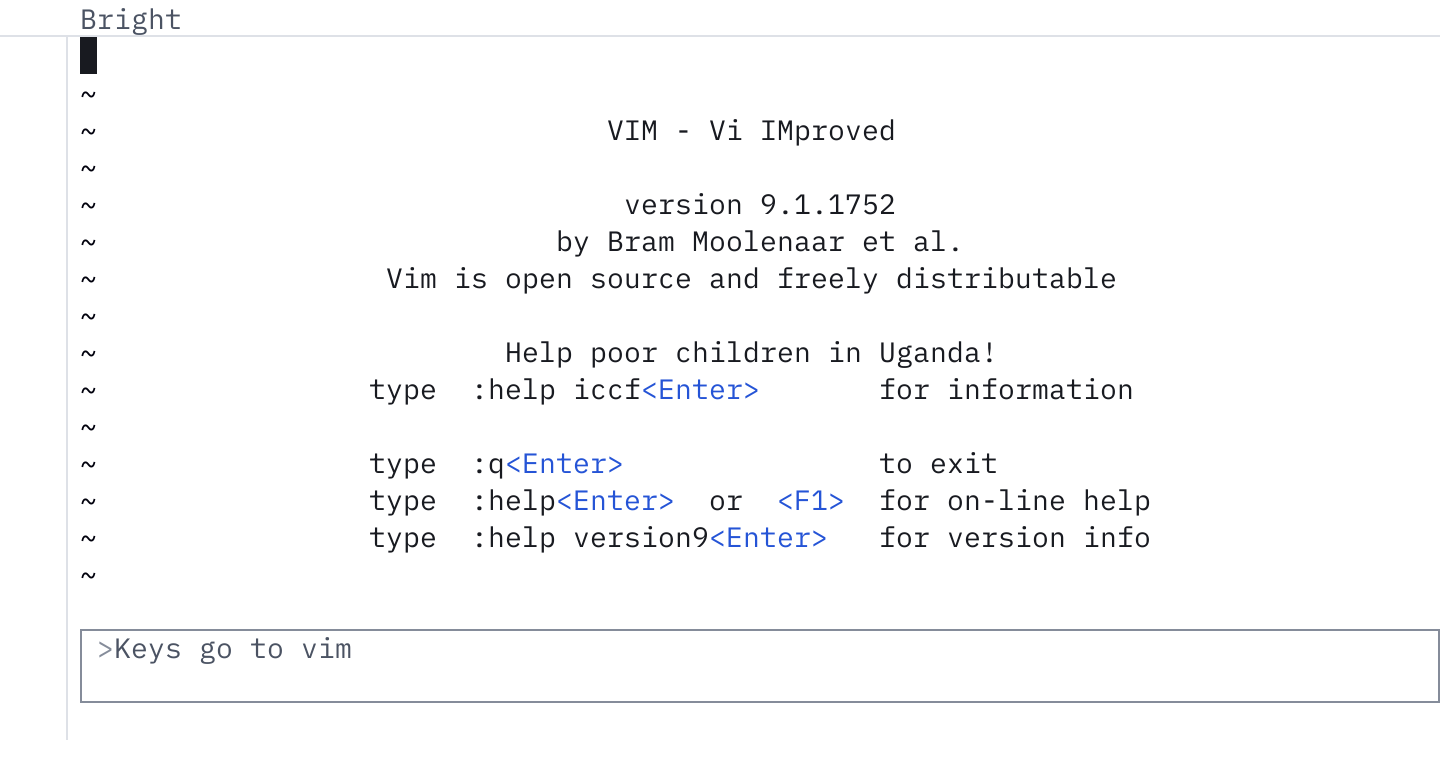 Bright
~
~ VIM - Vi IMproved
~
~ version 9.1.1752
~ by Bram Moolenaar et al.
~ Vim is open source and freely distributable
~
~ Help poor children in Uganda!
~ type :help iccf<Enter> for information
~
~ type :q<Enter> to exit
~ type :help<Enter> or <F1> for on-line help
~ type :help version9<Enter> for version info
~
>Keys go to vim